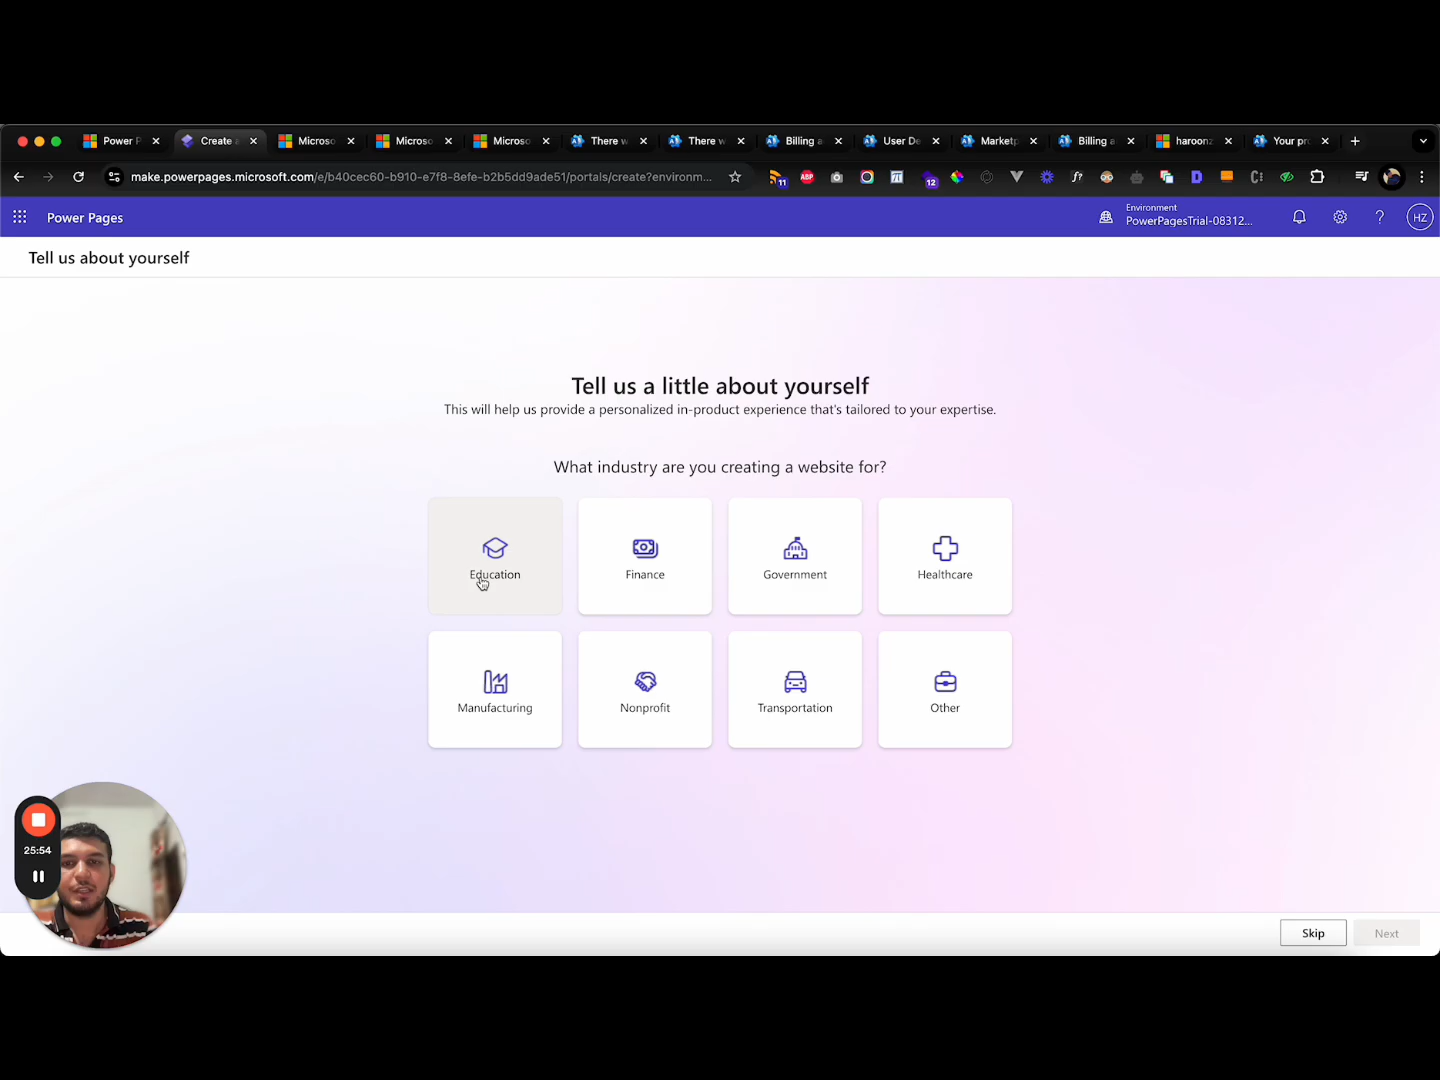 Power P
Create a
Microso
Microso
Microso
There w
There w
Billing a
User De
Marketp
Billing a
haroonz
Your pr
make.powerpages.microsoft.com/e/b40cec60-b910-e7f8-8efe-b2b5dd9ade51/portals/create?environm...
11
ABP
12
f?
Power Pages
Environment
PowerPagesTrial-08312...
HZ
Tell us about yourself
Tell us a little about yourself
This will help us provide a personalized in-product experience that's tailored to your expertise.
What industry are you creating a website for?
Education
Finance
Government
Healthcare
Manufacturing
Nonprofit
Transportation
Other
25:54
Skip
Next